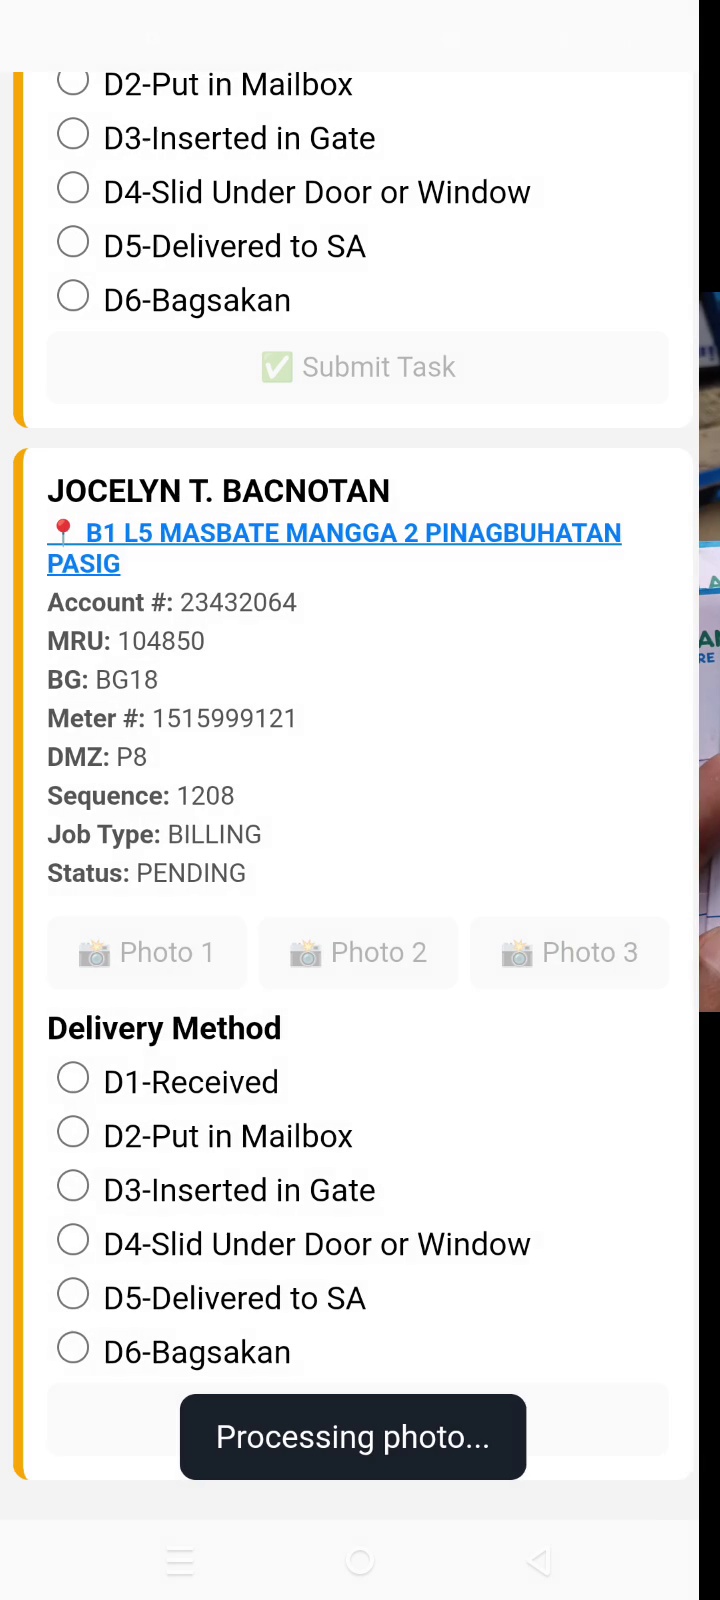 D2-Put in Mailbox
D3-Inserted in Gate
D4-Slid Under Door or Window
D5-Delivered to SA
D6-Bagsakan
✅ Submit Task
JOCELYN T. BACNOTAN
📍 B1 L5 MASBATE MANGGA 2 PINAGBUHATAN
PASIG
Account #: 23432064
MRU: 104850
BG: BG18
Meter #: 1515999121
DMZ: P8
Sequence: 1208
Job Type: BILLING
Status: PENDING
📸 Photo 1 📸 Photo 2 📸 Photo 3
Delivery Method
D1-Received
D2-Put in Mailbox
D3-Inserted in Gate
D4-Slid Under Door or Window
D5-Delivered to SA
D6-Bagsakan
Processing photo...